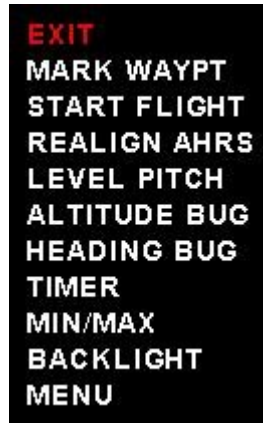 EXIT
MARK WAYPT
START FLIGHT
REALIGN AHRS
LEVEL PITCH
ALTITUDE BUG
HEADING BUG
TIMER
MIN/MAX
BACKLIGHT
MENU